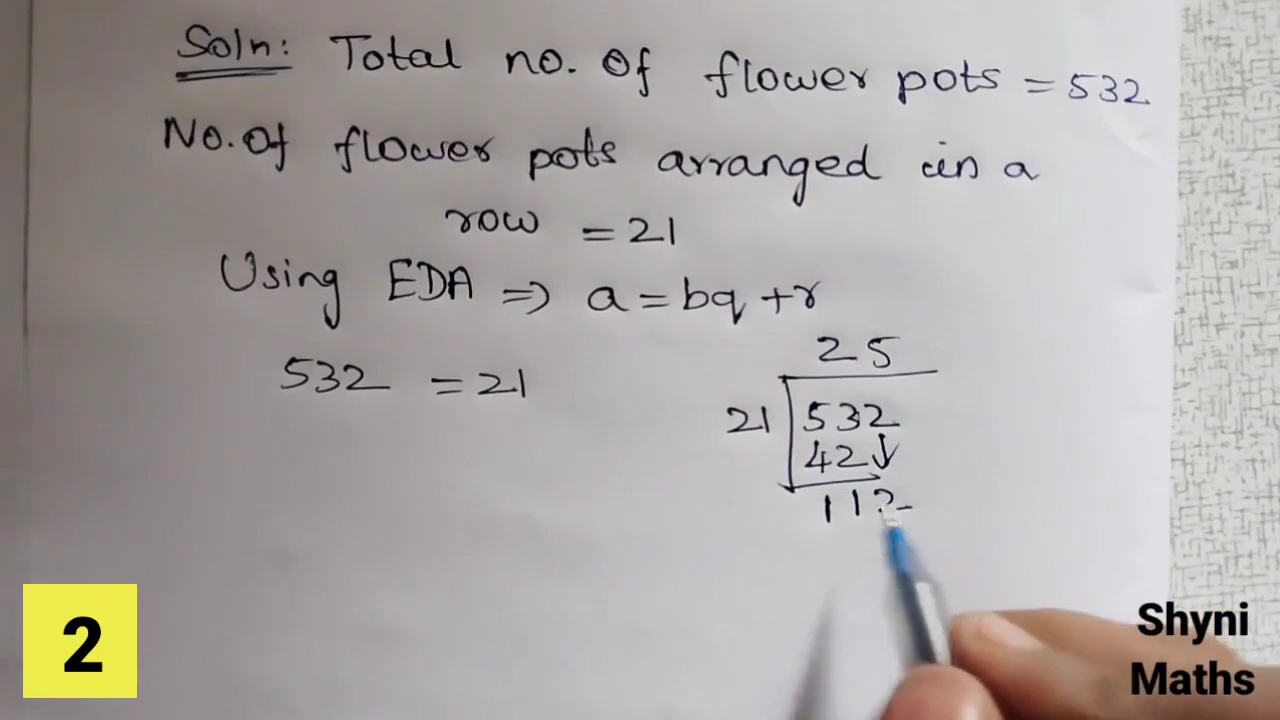 Soln: Total no. of flower pots = 532
No. of flower pots arranged in a
row = 21
Using EDA ⇒ a = bq + r
532 = 21
25
21 532
42↓
112
2
Shyni
Maths